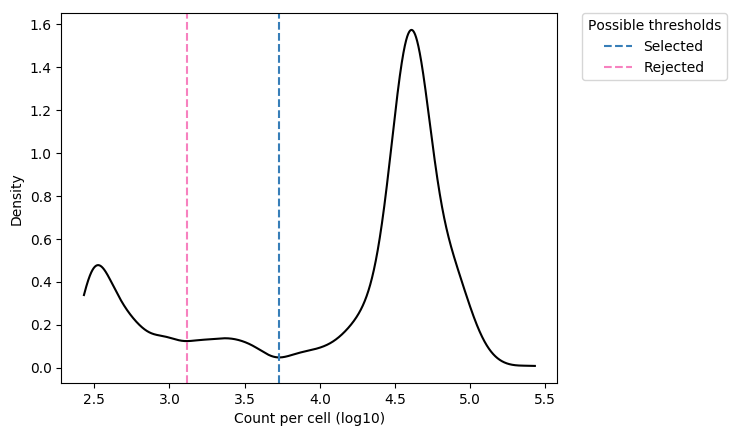 Possible thresholds
Selected
Rejected
1.6
1.4
1.2
1.0
0.8
0.6
0.4
0.2
0.0
Density
2.5 3.0 3.5 4.0 4.5 5.0 5.5
Count per cell (log10)